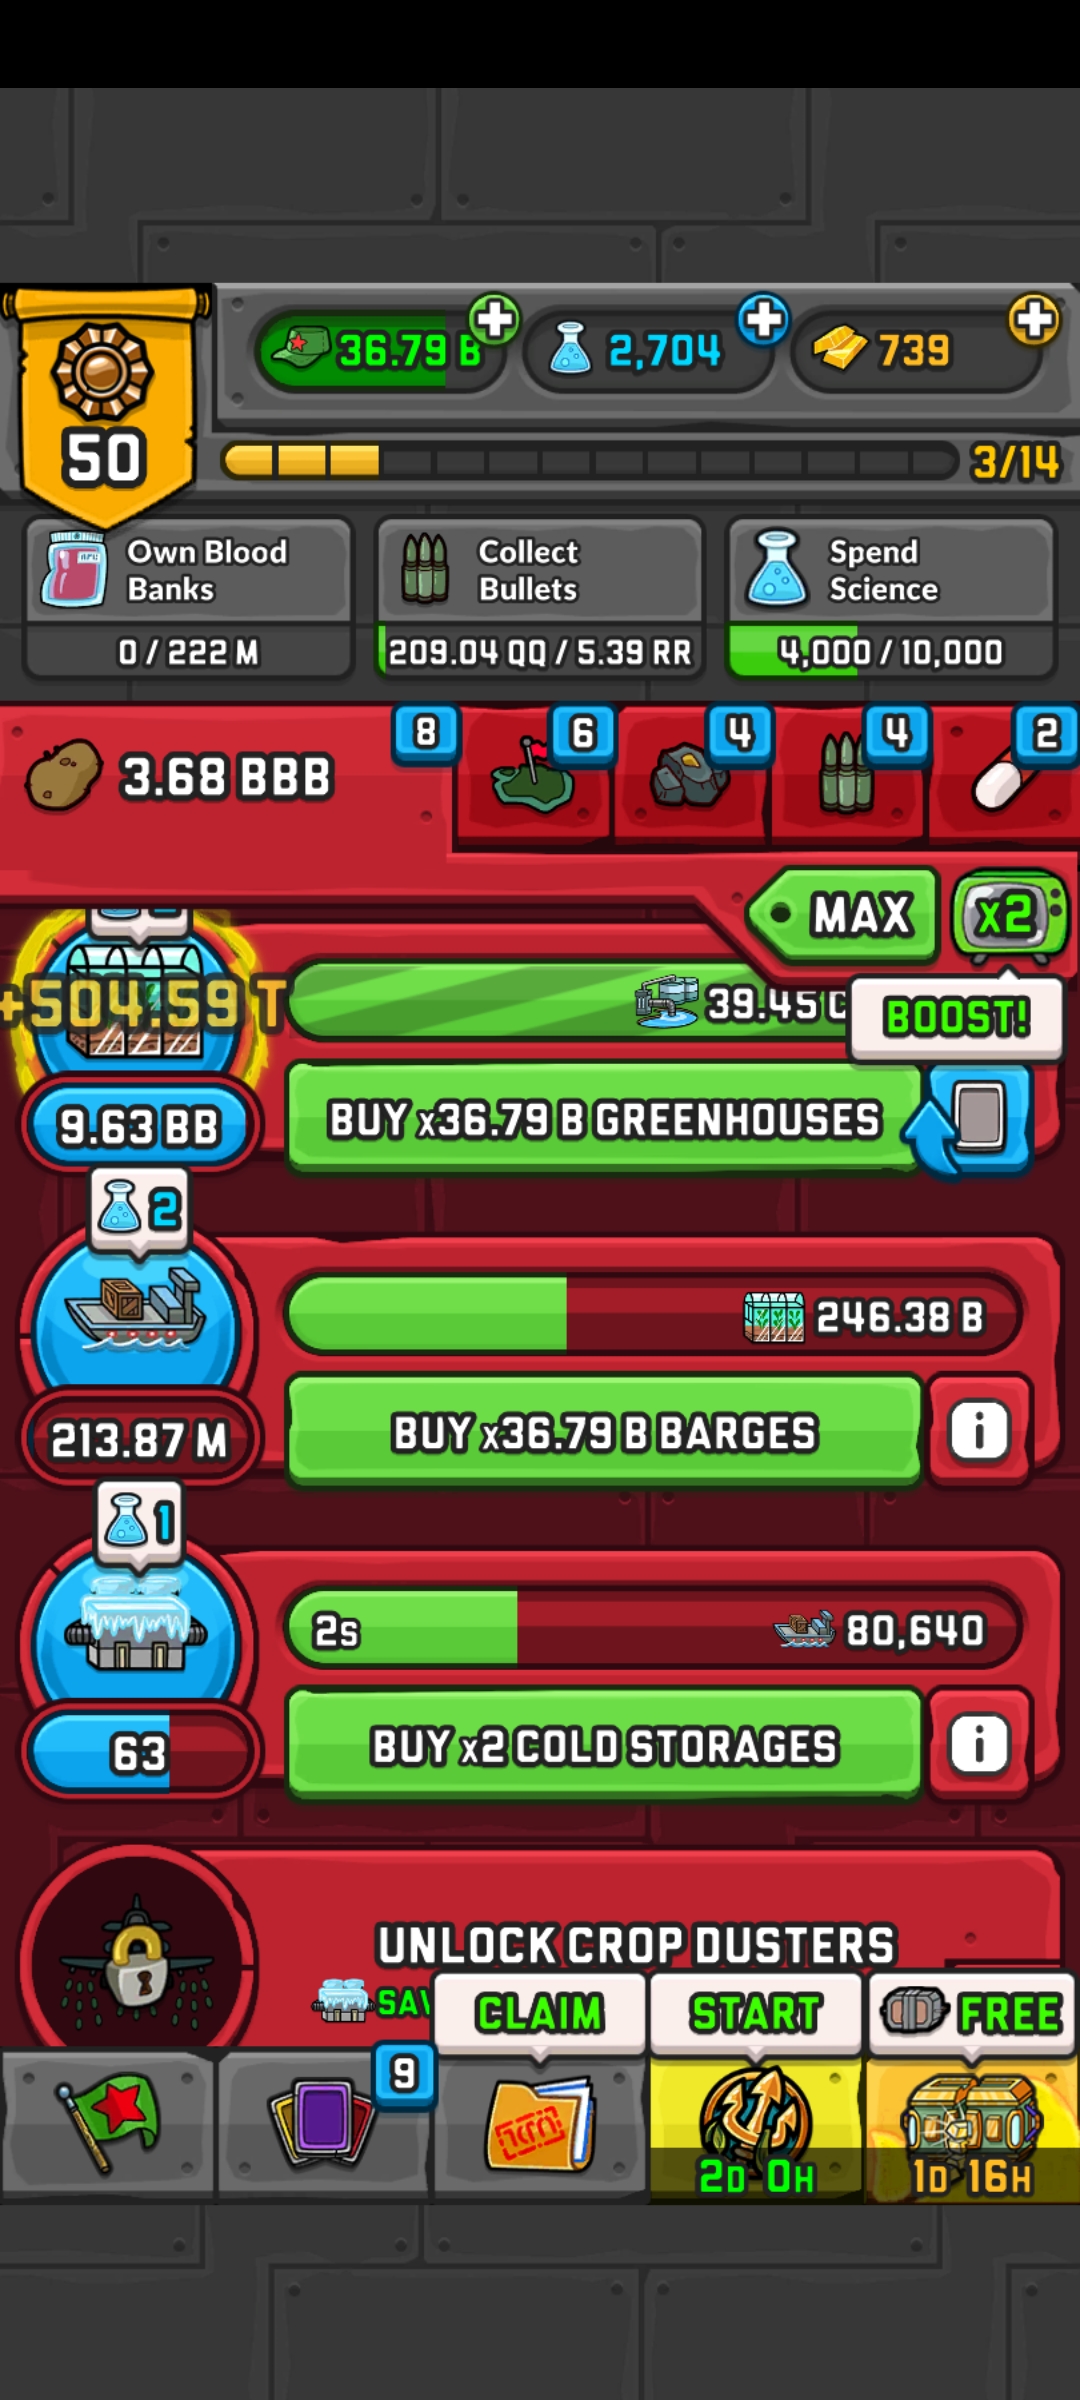 36.79 B
2,704
739
50
3/14
Own Blood
Banks
0 / 222 M
Collect
Bullets
209.04 QQ / 5.39 RR
Spend
Science
4,000 / 10,000
3.68 BBB
8
6
4
4
2
MAX
x2
BOOST!
+504.59 T
39.45
9.63 BB
BUY x36.79 B GREENHOUSES
2
246.38 B
213.87 M
BUY x36.79 B BARGES
i
1
2s
80,640
63
BUY x2 COLD STORAGES
i
UNLOCK CROP DUSTERS
CLAIM
START
FREE
9
2D 0H
1D 16H